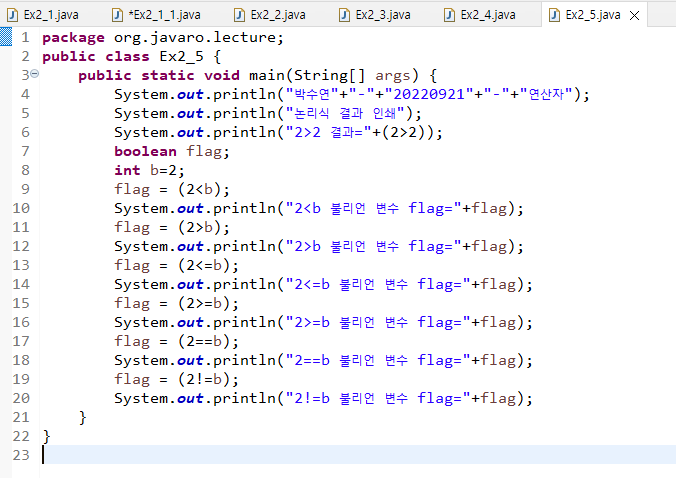 Ex2_1.java *Ex2_1_1.java Ex2_2.java Ex2_3.java Ex2_4.java Ex2_5.java
1 package org.javaro.lecture;
2 public class Ex2_5 {
3 public static void main(String[] args) {
4 System.out.println("박수연"+"-"+"20220921"+"-"+"연산자");
5 System.out.println("논리식 결과 인쇄");
6 System.out.println("2>2 결과="+(2>2));
7 boolean flag;
8 int b=2;
9 flag = (2<b);
10 System.out.println("2<b 불리언 변수 flag="+flag);
11 flag = (2>b);
12 System.out.println("2>b 불리언 변수 flag="+flag);
13 flag = (2<=b);
14 System.out.println("2<=b 불리언 변수 flag="+flag);
15 flag = (2>=b);
16 System.out.println("2>=b 불리언 변수 flag="+flag);
17 flag = (2==b);
18 System.out.println("2==b 불리언 변수 flag="+flag);
19 flag = (2!=b);
20 System.out.println("2!=b 불리언 변수 flag="+flag);
21 }
22 }
23